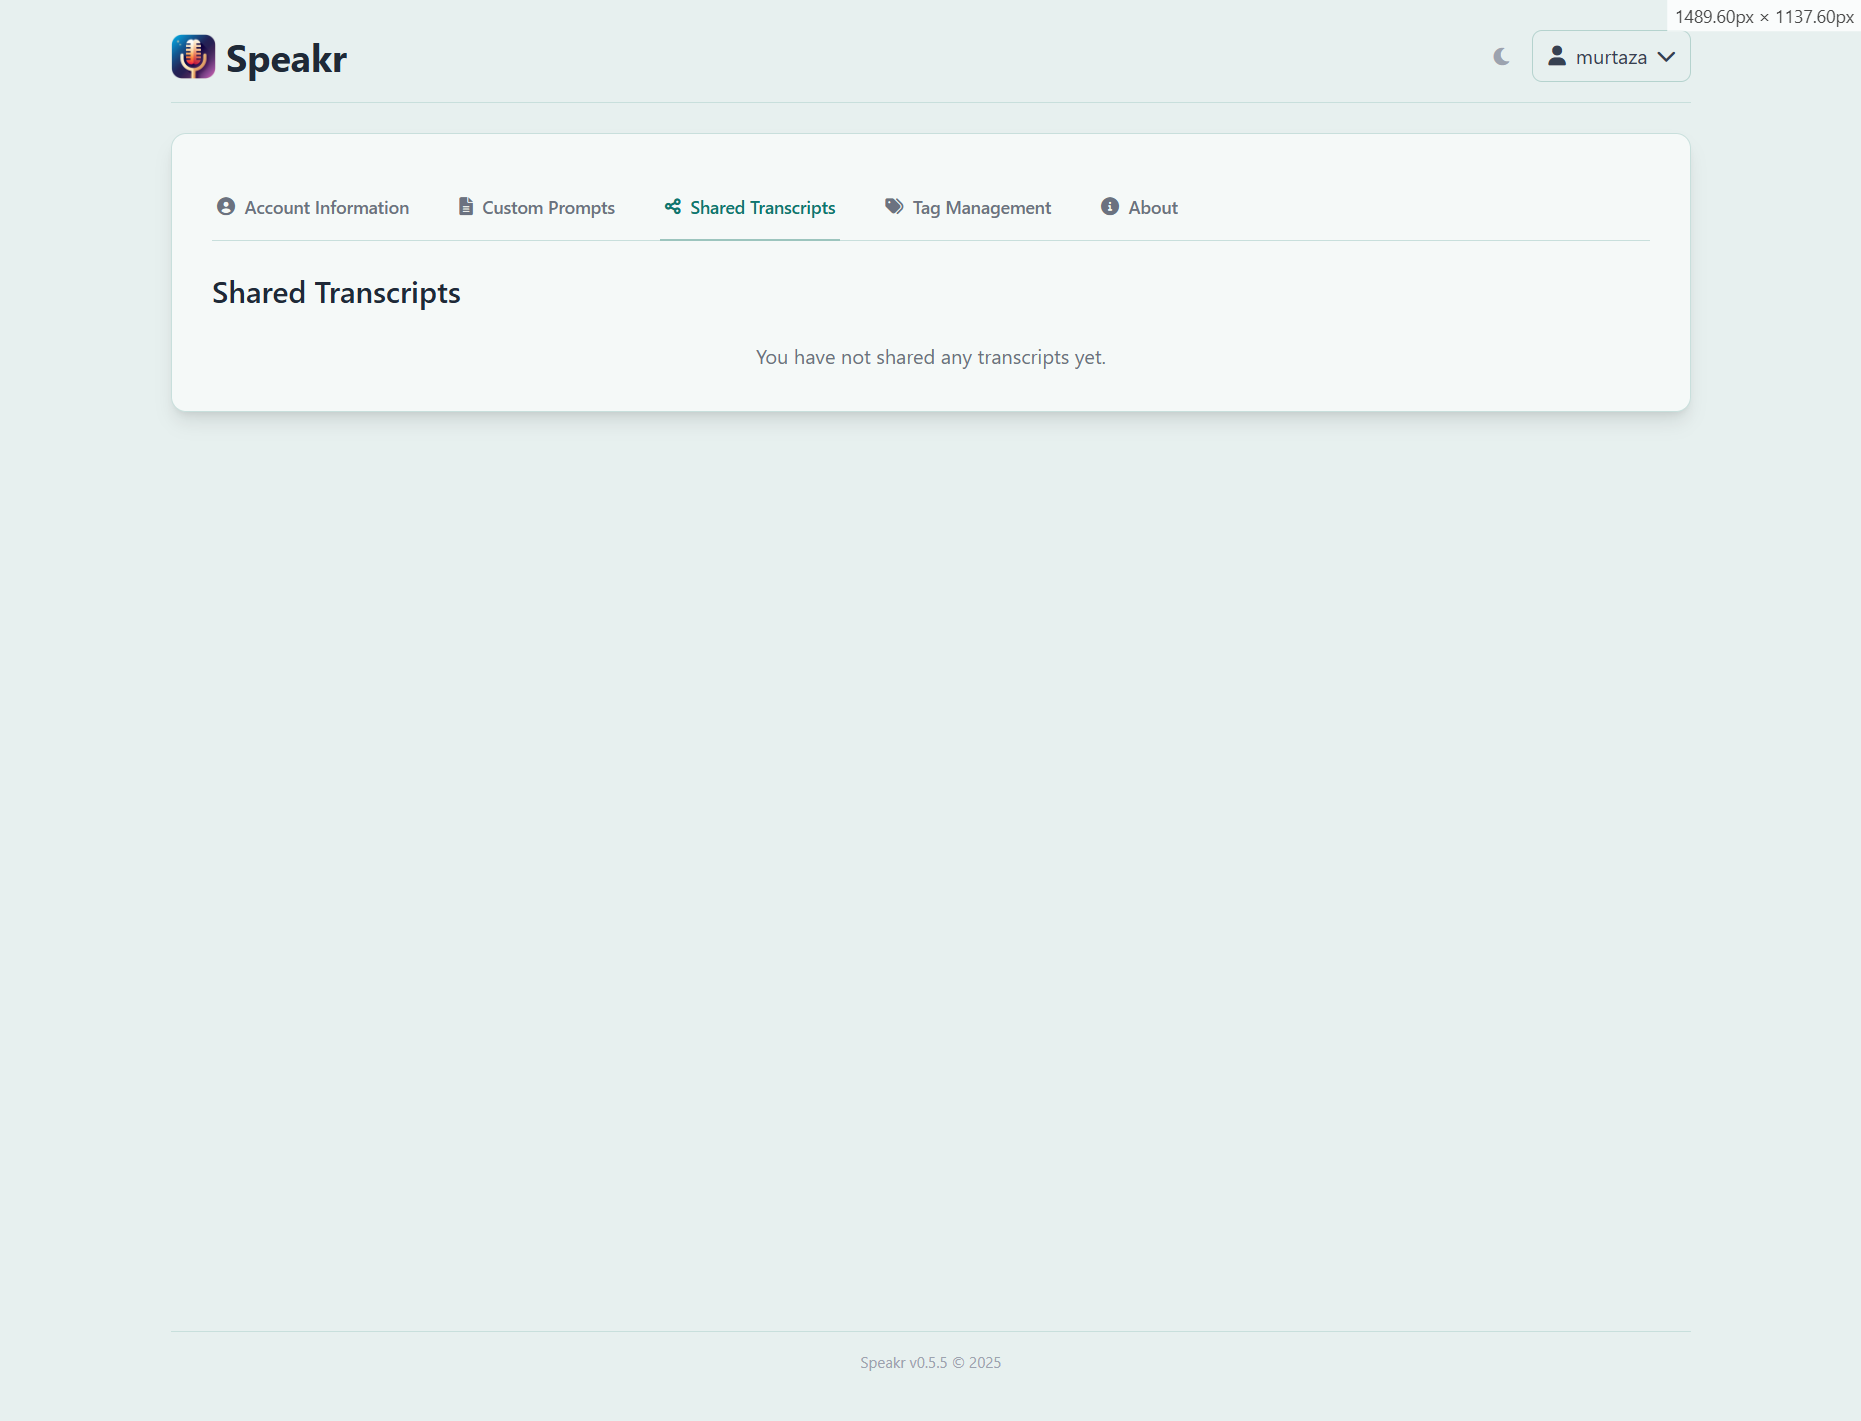 1489.60px × 1137.60px
Speakr
murtaza
Account Information
Custom Prompts
Shared Transcripts
Tag Management
About
Shared Transcripts
You have not shared any transcripts yet.
Speakr v0.5.5 © 2025